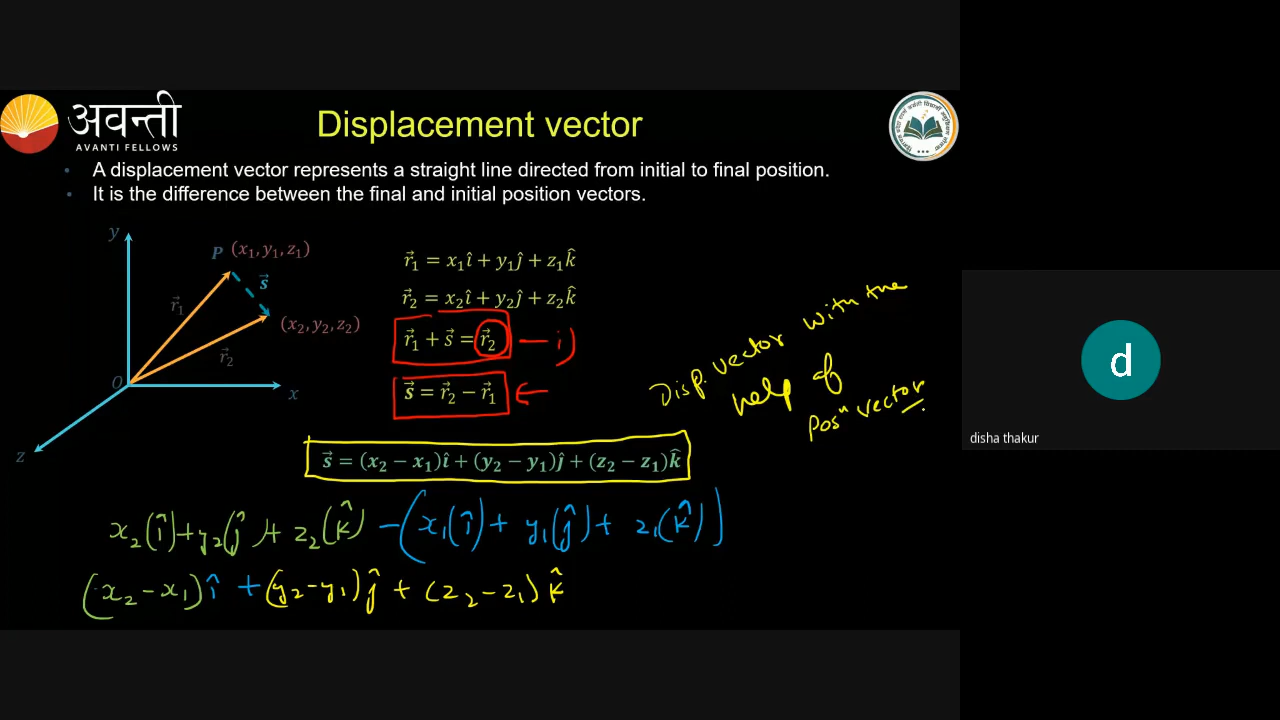 अवन्ती
AVANTI FELLOWS
Displacement vector
• A displacement vector represents a straight line directed from initial to final position.
• It is the difference between the final and initial position vectors.
y
P (x₁, y₁, z₁)
r⃗₁
s⃗
(x₂, y₂, z₂)
r⃗₂
O
x
z
r⃗₁ = x₁î + y₁ĵ + z₁k̂
r⃗₂ = x₂î + y₂ĵ + z₂k̂
r⃗₁ + s⃗ = r⃗₂ — i)
s⃗ = r⃗₂ − r⃗₁ ←
s⃗ = (x₂ − x₁)î + (y₂ − y₁)ĵ + (z₂ − z₁)k̂
Disp. vector with the
help of
posⁿ vector.
x₂(î) + y₂(ĵ) + z₂(k̂) − (x₁(î) + y₁(ĵ) + z₁(k̂))
(x₂ − x₁)î + (y₂ − y₁)ĵ + (z₂ − z₁)k̂
d
disha thakur